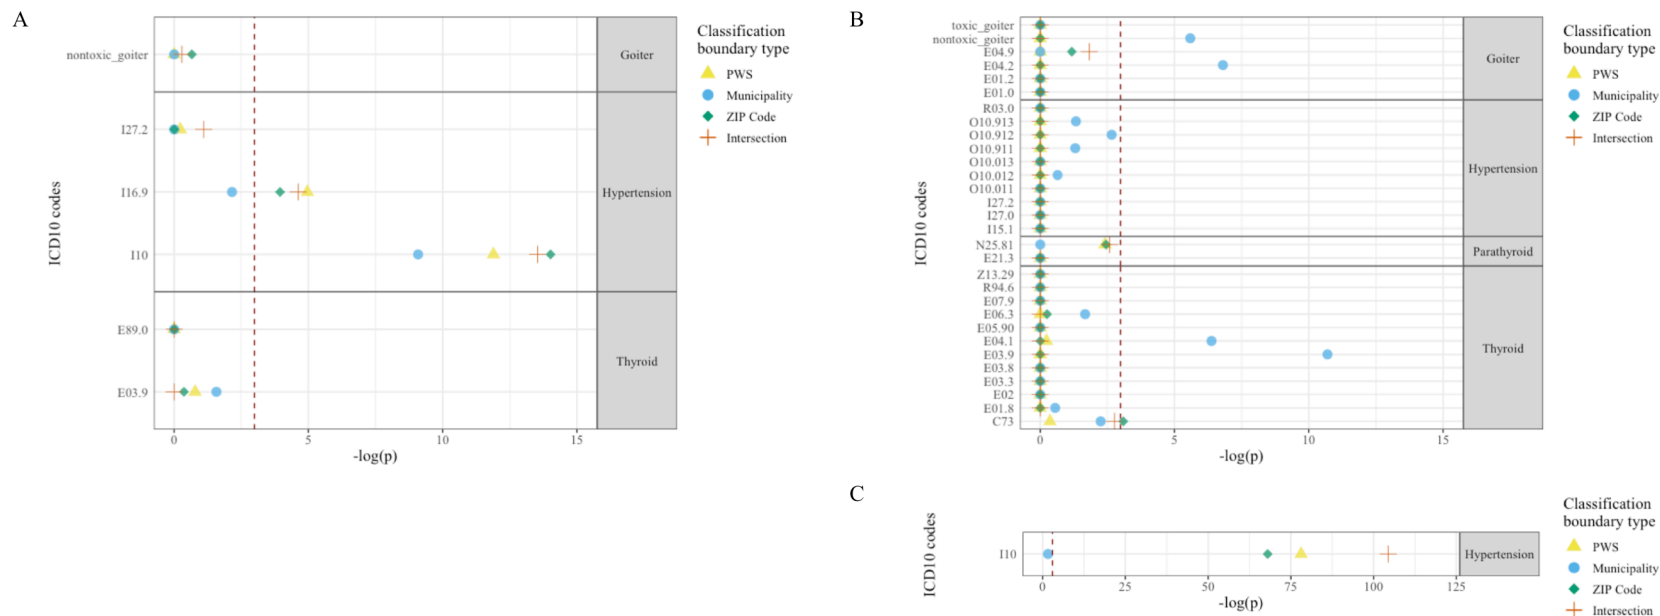 A
ICD10 codes
nontoxic_goiter
I27.2
I16.9
I10
E89.0
E03.9
Goiter
Hypertension
Thyroid
0 5 10 15
-log(p)
Classification
boundary type
PWS
Municipality
ZIP Code
Intersection
B
ICD10 codes
toxic_goiter
nontoxic_goiter
E04.9
E04.2
E01.2
E01.0
R03.0
O10.913
O10.912
O10.911
O10.013
O10.012
O10.011
I27.2
I27.0
I15.1
N25.81
E21.3
Z13.29
R94.6
E07.9
E06.3
E05.90
E04.1
E03.9
E03.8
E03.3
E02
E01.8
C73
Goiter
Hypertension
Parathyroid
Thyroid
0 5 10 15
-log(p)
Classification
boundary type
PWS
Municipality
ZIP Code
Intersection
C
ICD10 codes
I10
Hypertension
0 25 50 75 100 125
-log(p)
Classification
boundary type
PWS
Municipality
ZIP Code
Intersection